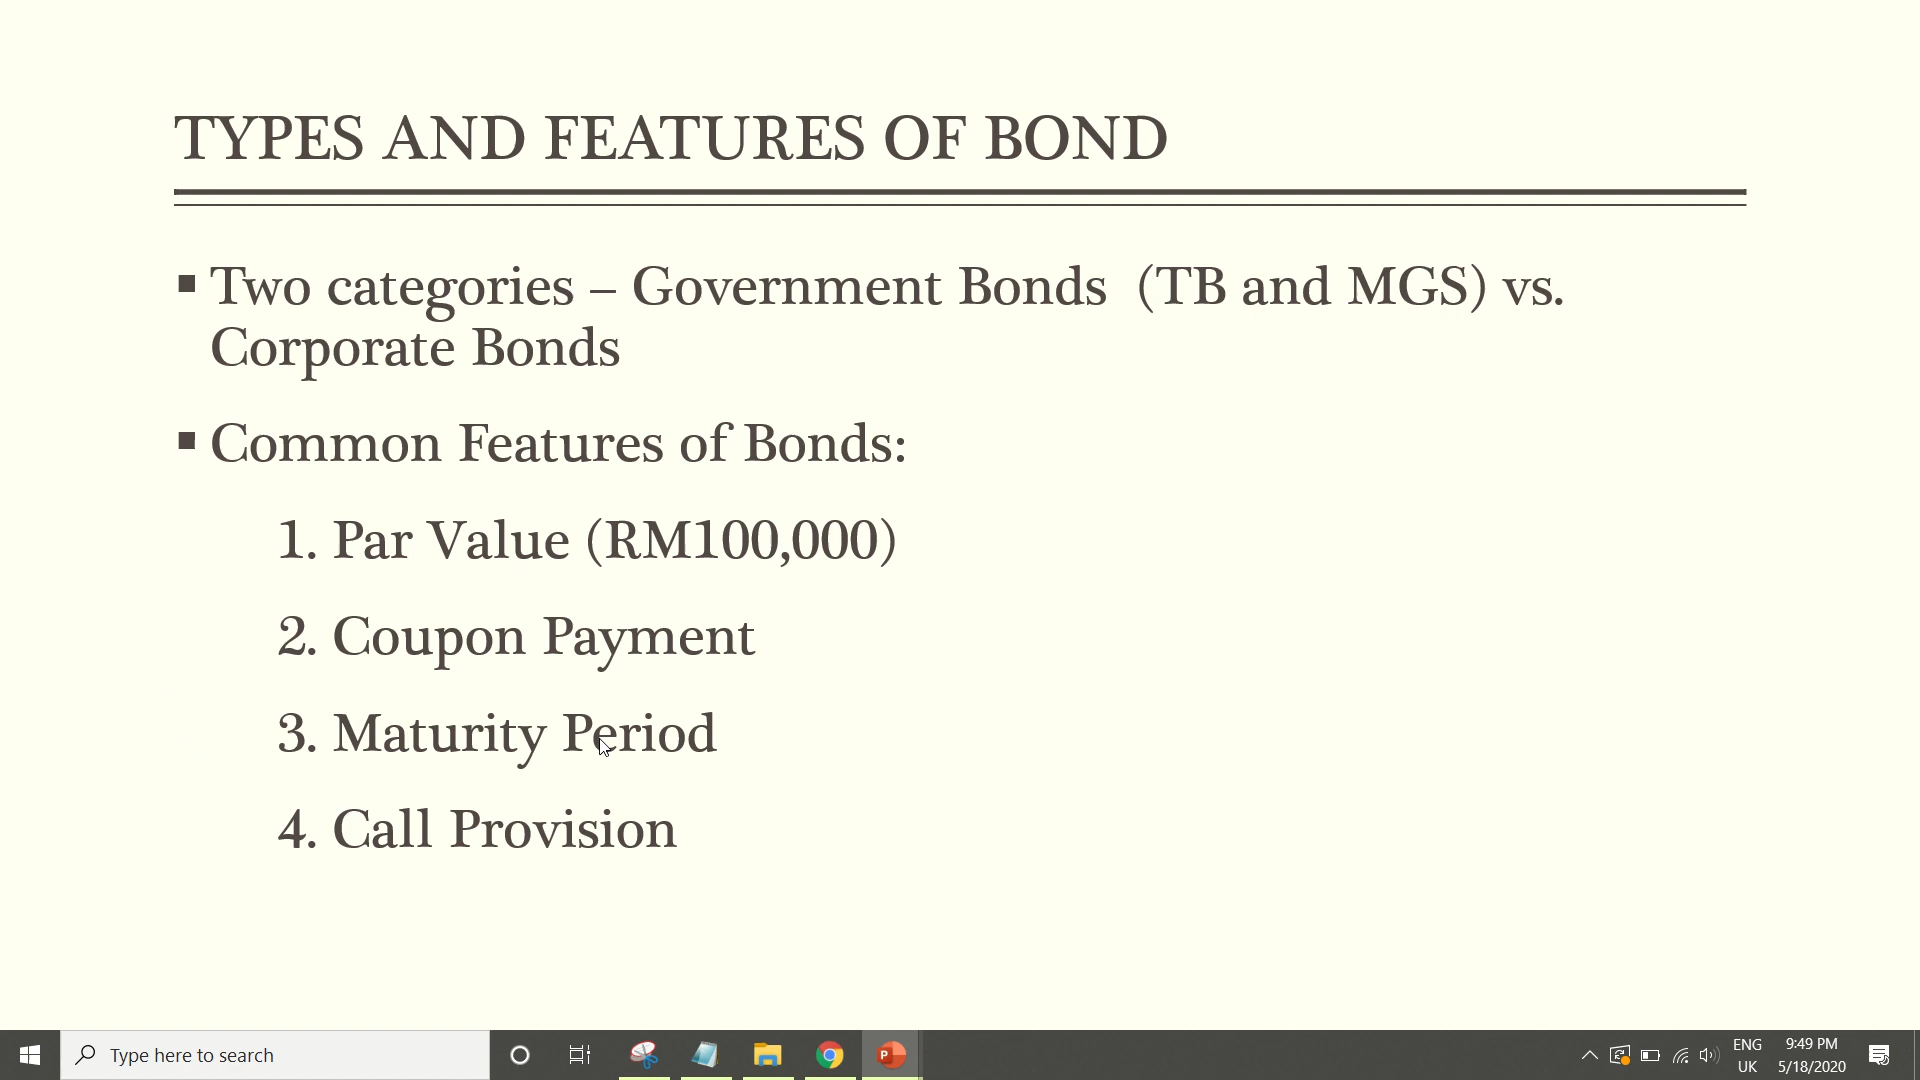 TYPES AND FEATURES OF BOND
Two categories – Government Bonds (TB and MGS) vs.
Corporate Bonds
Common Features of Bonds:
1. Par Value (RM100,000)
2. Coupon Payment
3. Maturity Period
4. Call Provision
Type here to search
P
ENG
UK
9:49 PM
5/18/2020